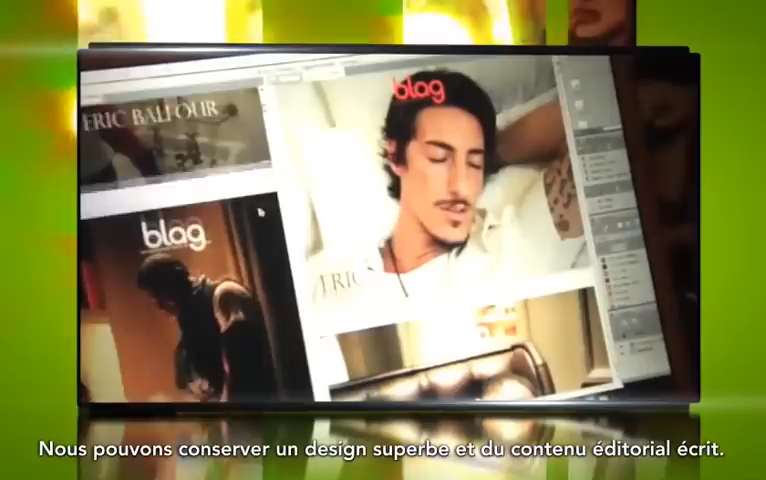 blag
ERIC BALFOUR
blag
ERIC
Nous pouvons conserver un design superbe et du contenu éditorial écrit.